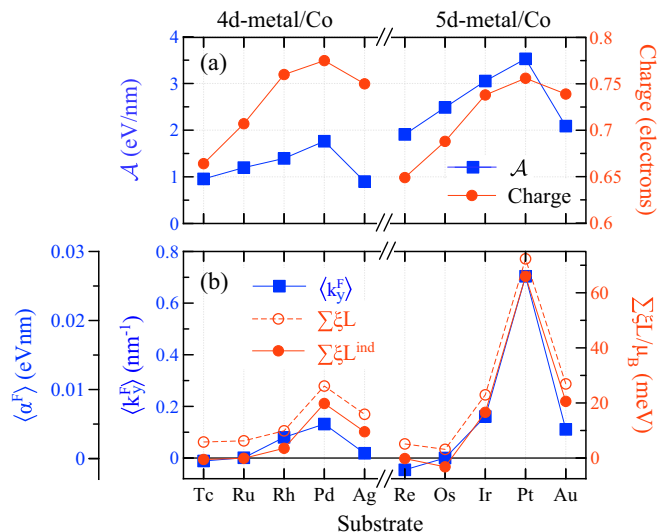 4d-metal/Co 5d-metal/Co
4 0.8
(a)
3 0.75
𝒜 (eV/nm) Charge (electrons)
2 0.7
𝒜
1 0.65
Charge
0 0.6
0.03 0.8
(b)
⟨k_y^F⟩
60
0.6
∑ξL
0.02
∑ξL^ind
⟨α^F⟩ (eVnm) ⟨k_y^F⟩ (nm⁻¹) ∑ξL/μ_B (meV)
0.4 40
0.01
0.2 20
0 0 0
Tc Ru Rh Pd Ag Re Os Ir Pt Au
Substrate